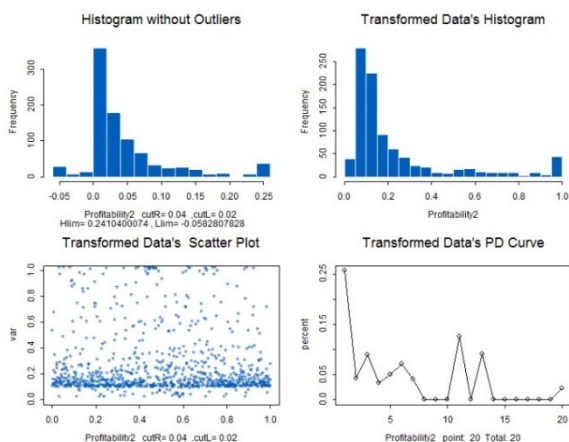 Histogram without Outliers
Frequency
0 100 200 300
-0.05 0.0 0.05 0.10 0.15 0.20 0.25
Profitability2 cutR= 0.04 ,cutL= 0.02
Hlim= 0.2410400074 , Llim= -0.0582807828
Transformed Data's Histogram
Frequency
0 50 100 150 200 250
0.0 0.2 0.4 0.6 0.8 1.0
Profitability2
Transformed Data's Scatter Plot
var
0.0 0.2 0.4 0.6 0.8 1.0
0.0 0.2 0.4 0.6 0.8 1.0
Profitability2 cutR= 0.04 ,cutL= 0.02
Transformed Data's PD Curve
percent
0.0 0.05 0.15 0.25
5 10 15 20
Profitability2 point: 20 Total: 20